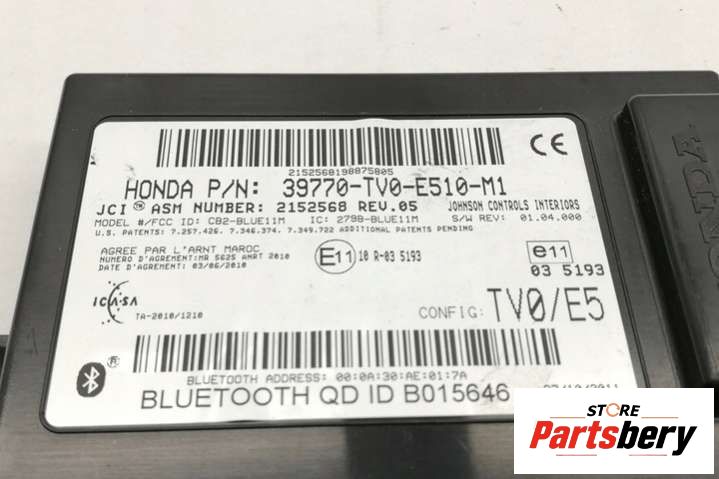 2152568198875805
HONDA P/N: 39770-TV0-E510-M1
JCI™ ASM NUMBER: 2152568 REV.05 JOHNSON CONTROLS INTERIORS
MODEL #/FCC ID: CB2-BLUE11M IC: 279B-BLUE11M S/W REV: 01.04.000
U.S. PATENTS: 7.257.426. 7.346.374. 7.349.722 ADDITIONAL PATENTS PENDING
CE
AGREE PAR L'ARNT MAROC
NUMERO D'AGREMENT:MR 5625 ANRT 2010
DATE D'AGREMENT: 03/06/2010
E11 10 R-03 5193
e11
03 5193
ICASA
TA-2010/1210
CONFIG: TV0/E5
BLUETOOTH ADDRESS: 00:0A:30:AE:01:7A
BLUETOOTH QD ID B015646
HONDA
STORE
Partsbery